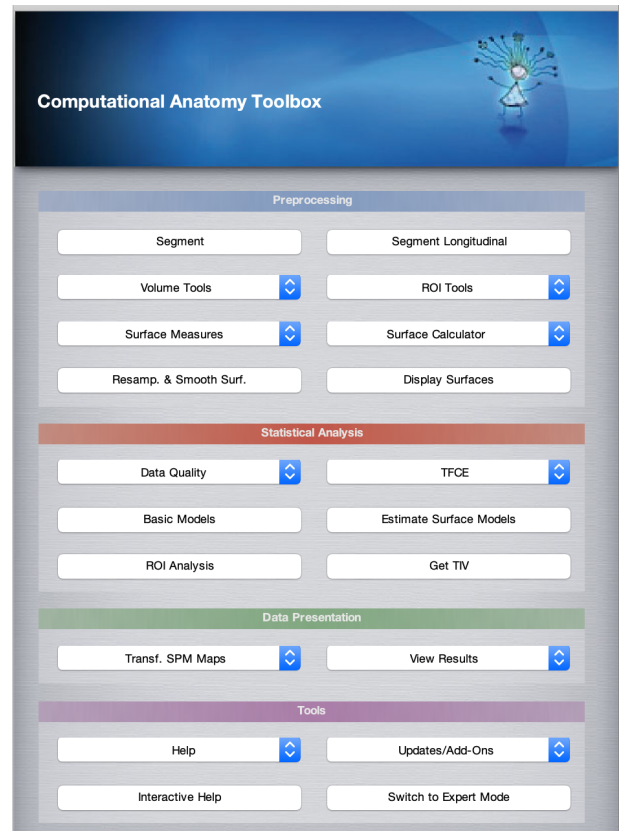 Computational Anatomy Toolbox
Preprocessing
Segment
Segment Longitudinal
Volume Tools
ROI Tools
Surface Measures
Surface Calculator
Resamp. & Smooth Surf.
Display Surfaces
Statistical Analysis
Data Quality
TFCE
Basic Models
Estimate Surface Models
ROI Analysis
Get TIV
Data Presentation
Transf. SPM Maps
View Results
Tools
Help
Updates/Add-Ons
Interactive Help
Switch to Expert Mode